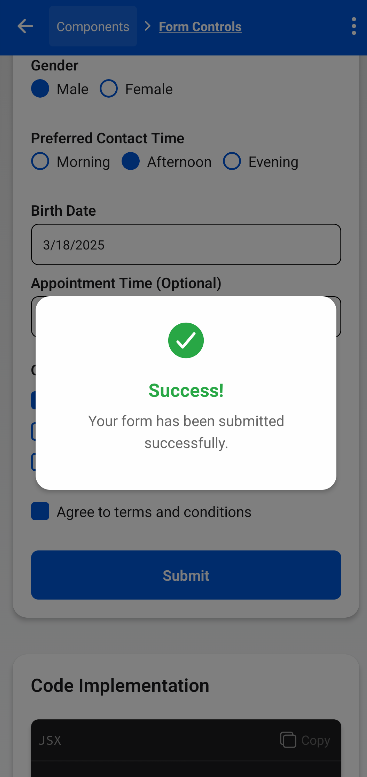 Components > Form Controls
Gender
Male Female
Preferred Contact Time
Morning Afternoon Evening
Birth Date
3/18/2025
Appointment Time (Optional)
Success!
Your form has been submitted
successfully.
Agree to terms and conditions
Submit
Code Implementation
JSX Copy